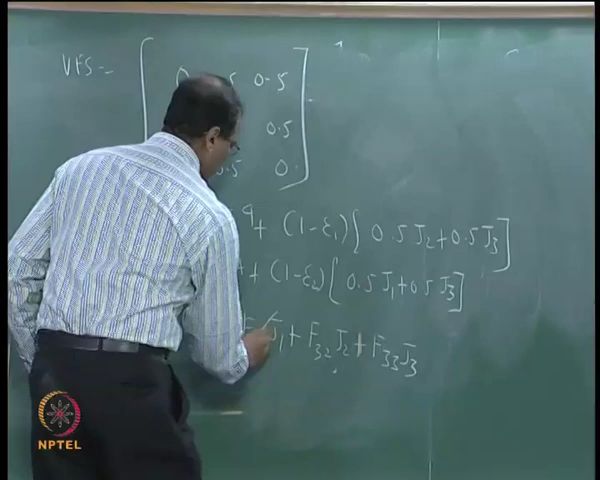 VFS =
0.5
0.5
.5 0.
+ (1-ε₁) [ 0.5 J₂ + 0.5 J₃ ]
+ (1-ε₂) [ 0.5 J₁ + 0.5 J₃ ]
J₁ + F₃₂ J₂ + F₃₃ J₃
NPTEL